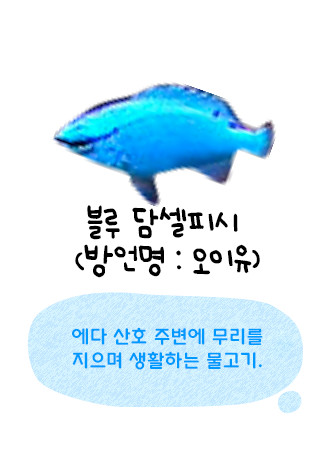 블루 담셀피시
(방언명 : 오이유)
에다 산호 주변에 무리를
지으며 생활하는 물고기.